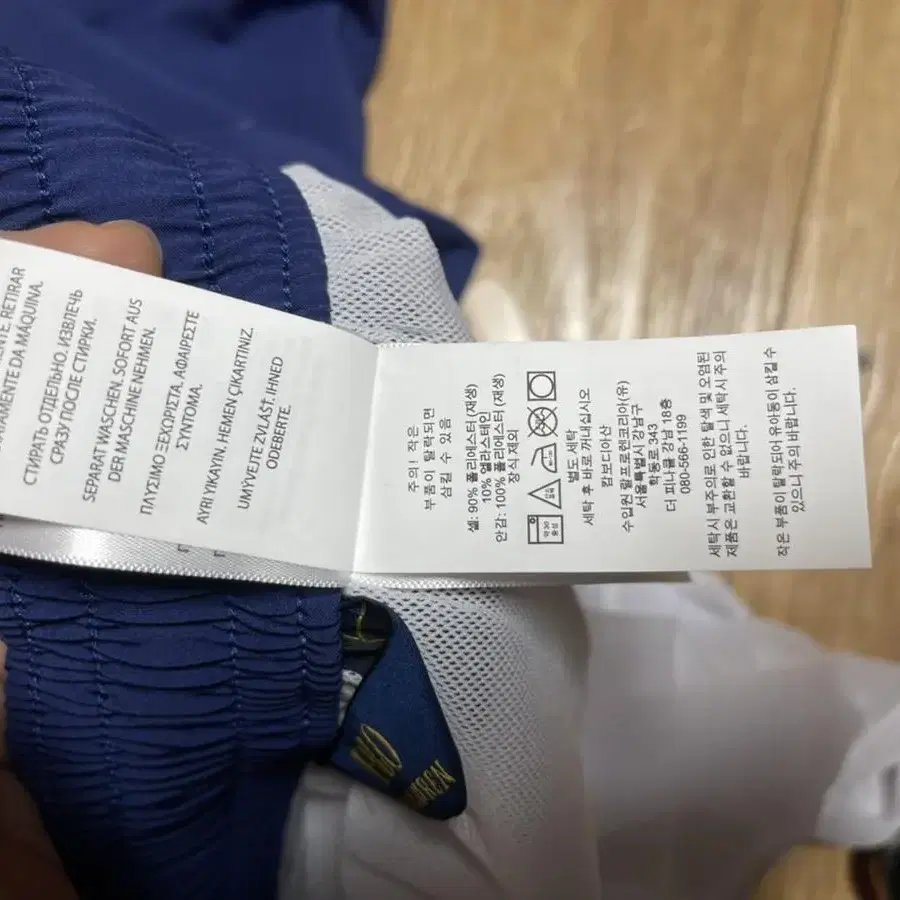 RETIRAR
DA MÁQUINA.
СТИРАТЬ ОТДЕЛЬНО. ИЗВЛЕЧЬ
СРАЗУ ПОСЛЕ СТИРКИ.
SEPARAT WASCHEN. SOFORT AUS
DER MASCHINE NEHMEN.
ΠΛΥΣΙΜΟ ΞΕΧΩΡΙΣΤΑ. ΑΦΑΙΡΕΣΤΕ
ΣΥΝΤΟΜΑ.
AYRI YIKAYIN, HEMEN ÇIKARTINIZ.
UMÝVEJTE ZVLÁŠŤ. IHNED
ODEBERTE.
주의! 작은
부품이 탈락되면
삼킬 수 있음
셸: 90% 폴리에스터 (재생)
10% 엘라스테인
안감: 100% 폴리에스터 (재생)
장식 제외
약30
중성
별도 세탁
세탁 후 바로 꺼내십시오
캄보디아산
수입원 랄프로렌코리아(유)
서울특별시 강남구
학동로 343
더 피나클 강남 18층
080-566-1199
세탁시 부주의로 인한 탈색 및 오염된
제품은 교환할 수 없으니 세탁시 주의
바랍니다.
작은 부품이 탈락되어 유아동이 삼킬 수
있으니 주의 바랍니다.